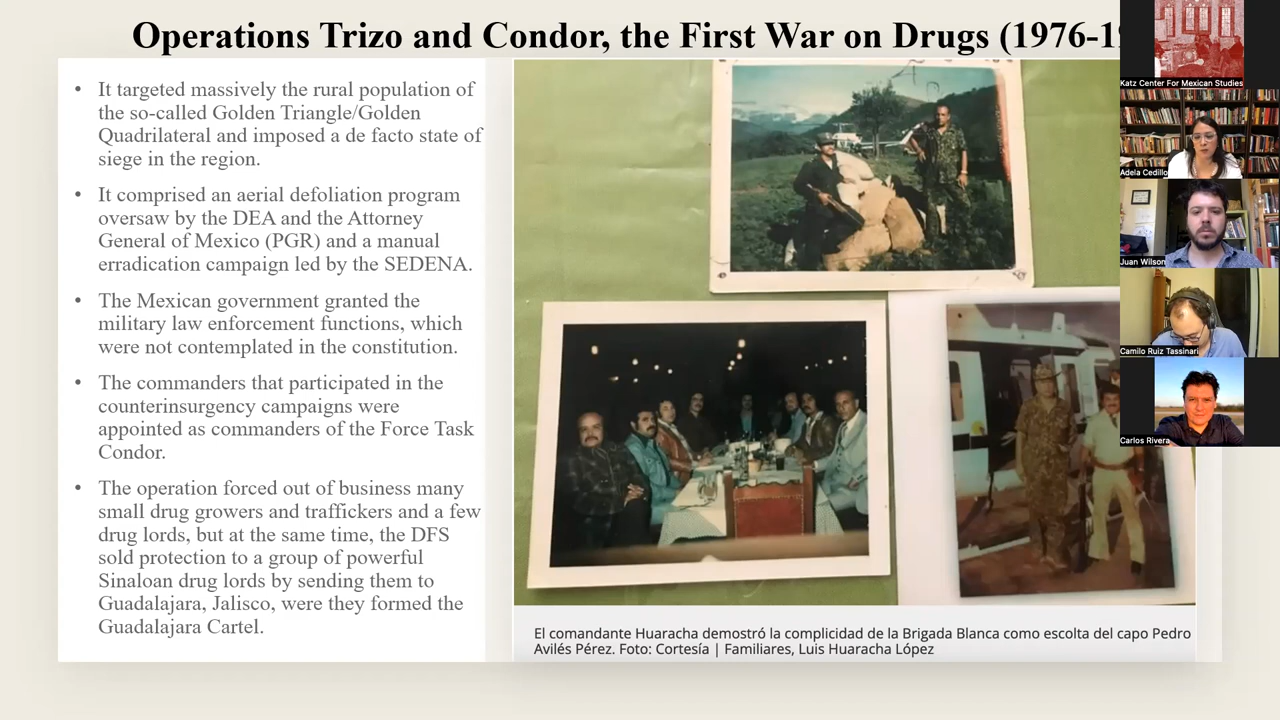 Operations Trizo and Condor, the First War on Drugs (1976-19
• It targeted massively the rural population of
the so-called Golden Triangle/Golden
Quadrilateral and imposed a de facto state of
siege in the region.
• It comprised an aerial defoliation program
oversaw by the DEA and the Attorney
General of Mexico (PGR) and a manual
erradication campaign led by the SEDENA.
• The Mexican government granted the
military law enforcement functions, which
were not contemplated in the constitution.
• The commanders that participated in the
counterinsurgency campaigns were
appointed as commanders of the Force Task
Condor.
• The operation forced out of business many
small drug growers and traffickers and a few
drug lords, but at the same time, the DFS
sold protection to a group of powerful
Sinaloan drug lords by sending them to
Guadalajara, Jalisco, were they formed the
Guadalajara Cartel.
El comandante Huaracha demostró la complicidad de la Brigada Blanca como escolta del capo Pedro
Avilés Pérez. Foto: Cortesía | Familiares, Luis Huaracha López
Katz Center For Mexican Studies
Adela Cedillo
Juan Wilson
Camilo Ruiz Tassinari
Carlos Rivera